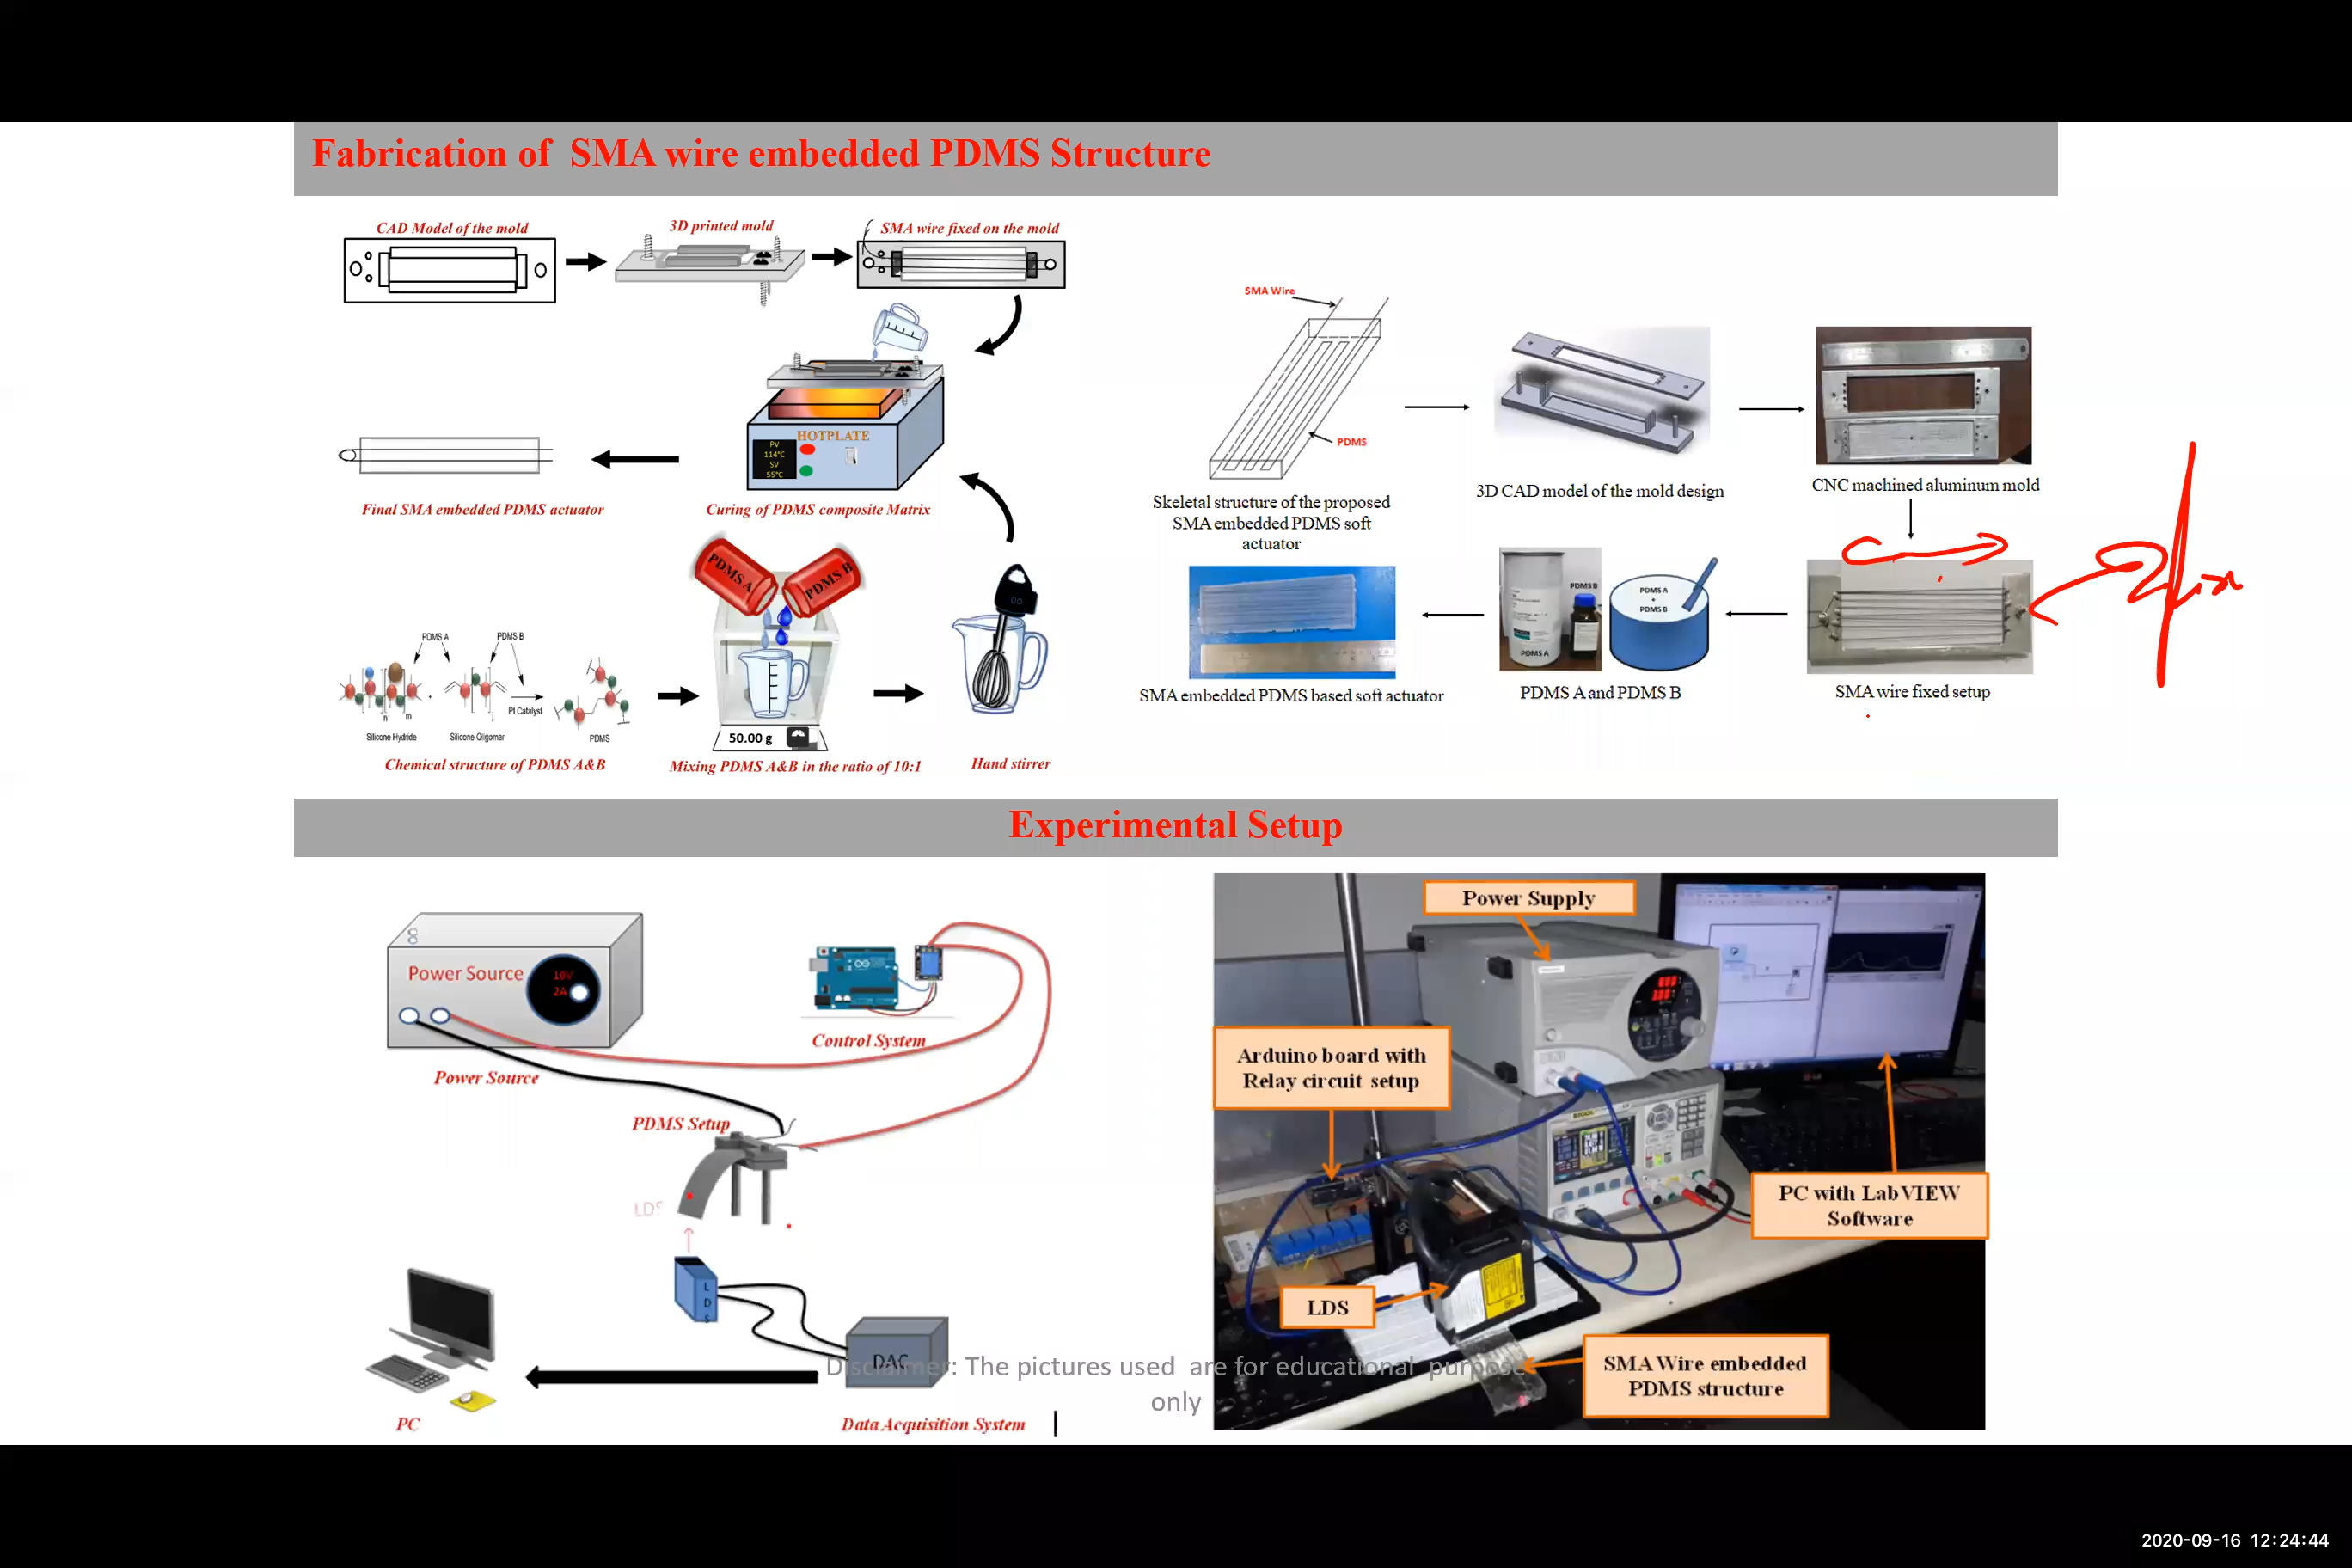 Fabrication of SMA wire embedded PDMS Structure
CAD Model of the mold
3D printed mold
SMA wire fixed on the mold
HOTPLATE
PV
114°C
SV
55°C
Final SMA embedded PDMS actuator
Curing of PDMS composite Matrix
PDMS A
PDMS B
PDMS A
PDMS B
n
m
Pt Catalyst
Silicone Hydride
Silicone Oligomer
PDMS
50.00 g
Chemical structure of PDMS A&B
Mixing PDMS A&B in the ratio of 10:1
Hand stirrer
SMA Wire
PDMS
Skeletal structure of the proposed
SMA embedded PDMS soft
actuator
3D CAD model of the mold design
CNC machined aluminum mold
PDMS B
PDMS A
PDMS A
+
PDMS B
SMA embedded PDMS based soft actuator
PDMS A and PDMS B
SMA wire fixed setup
Experimental Setup
Power Source
10V
2A
Power Source
Control System
PDMS Setup
LDS
L
D
S
DAC
PC
Data Acquisition System
Power Supply
Arduino board with
Relay circuit setup
PC with LabVIEW
Software
LDS
SMA Wire embedded
PDMS structure
Disclaimer: The pictures used are for educational purpose
only
2020-09-16 12:24:44